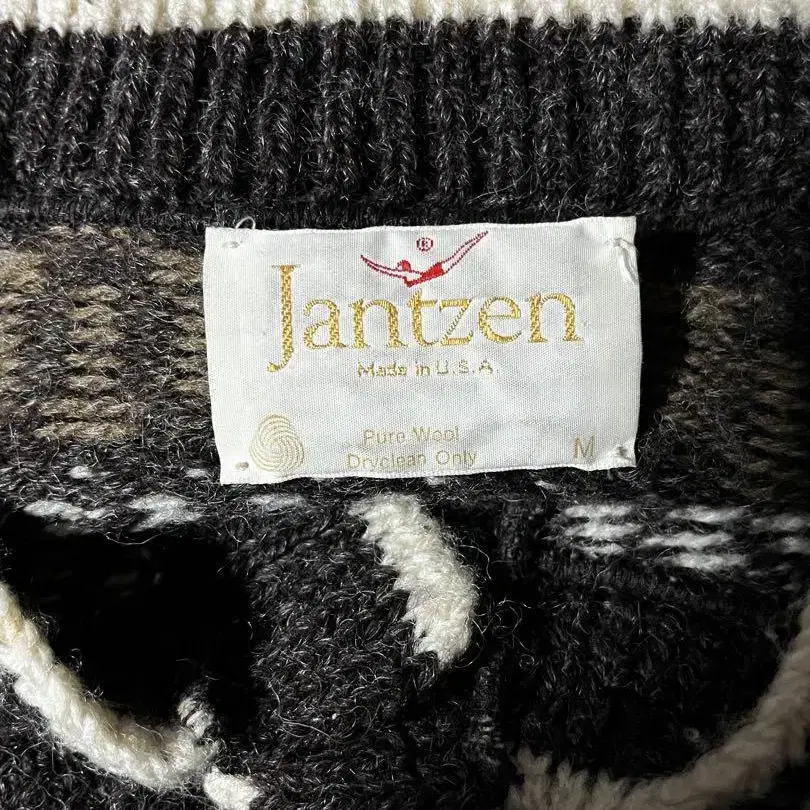 ®
Jantzen
Made in U.S.A.
Pure Wool
Dryclean Only
M